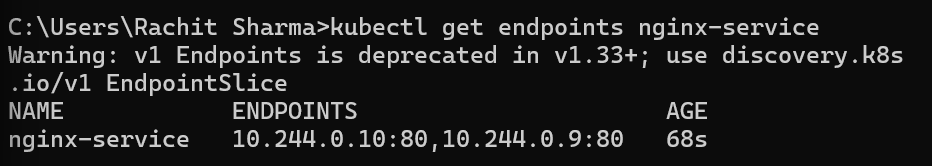 C:\Users\Rachit Sharma>kubectl get endpoints nginx-service
Warning: v1 Endpoints is deprecated in v1.33+; use discovery.k8s
.io/v1 EndpointSlice
NAME            ENDPOINTS                     AGE
nginx-service   10.244.0.10:80,10.244.0.9:80   68s